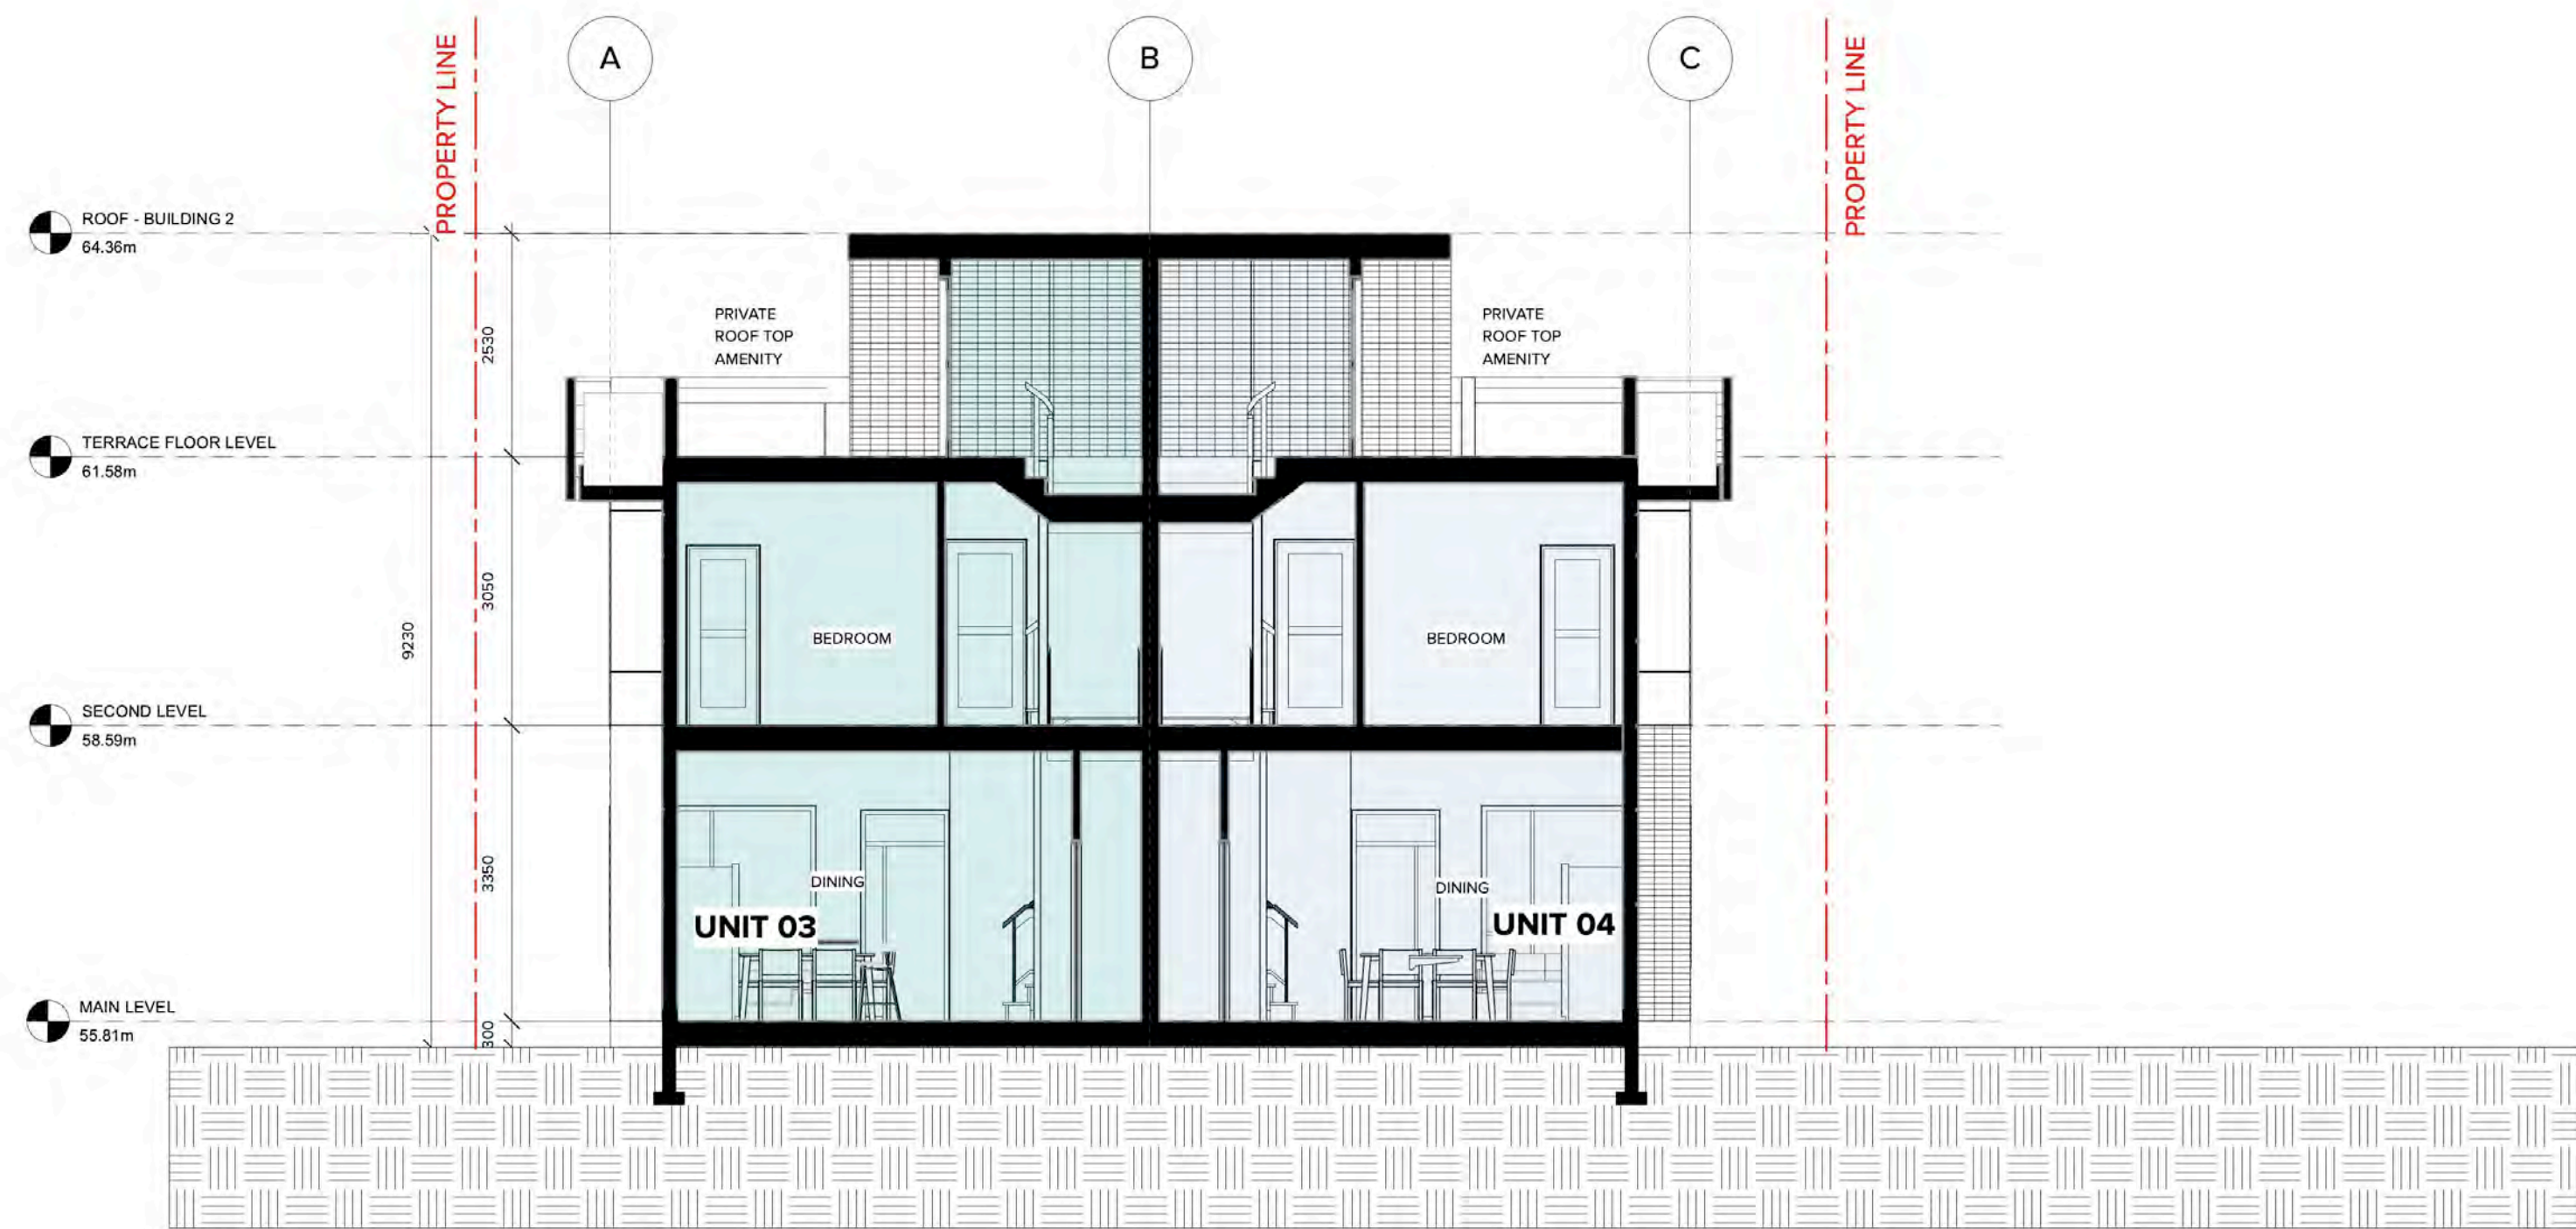 A
B
C
PROPERTY LINE
PROPERTY LINE
ROOF - BUILDING 2
64.36m
PRIVATE
ROOF TOP
AMENITY
PRIVATE
ROOF TOP
AMENITY
2530
TERRACE FLOOR LEVEL
61.58m
3050
9230
BEDROOM
BEDROOM
SECOND LEVEL
58.59m
3350
DINING
DINING
UNIT 03
UNIT 04
MAIN LEVEL
55.81m
300